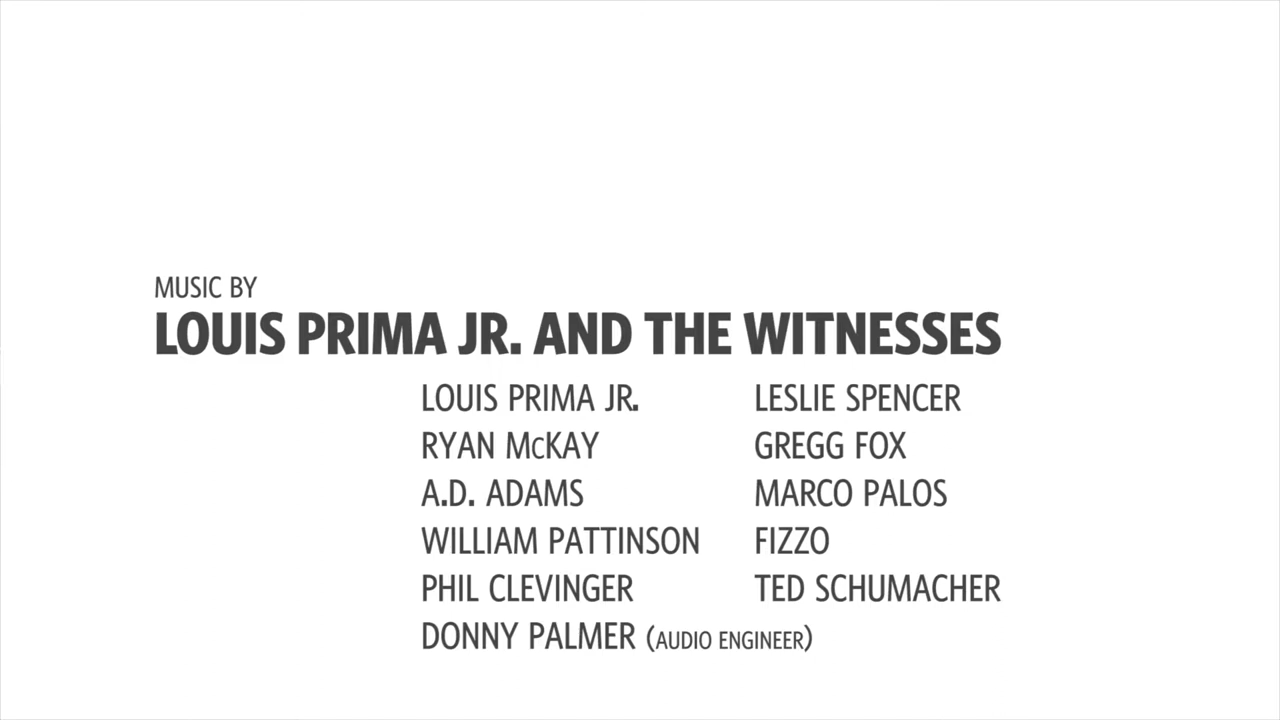 MUSIC BY
LOUIS PRIMA JR. AND THE WITNESSES
LOUIS PRIMA JR. LESLIE SPENCER
RYAN McKAY GREGG FOX
A.D. ADAMS MARCO PALOS
WILLIAM PATTINSON FIZZO
PHIL CLEVINGER TED SCHUMACHER
DONNY PALMER (AUDIO ENGINEER)